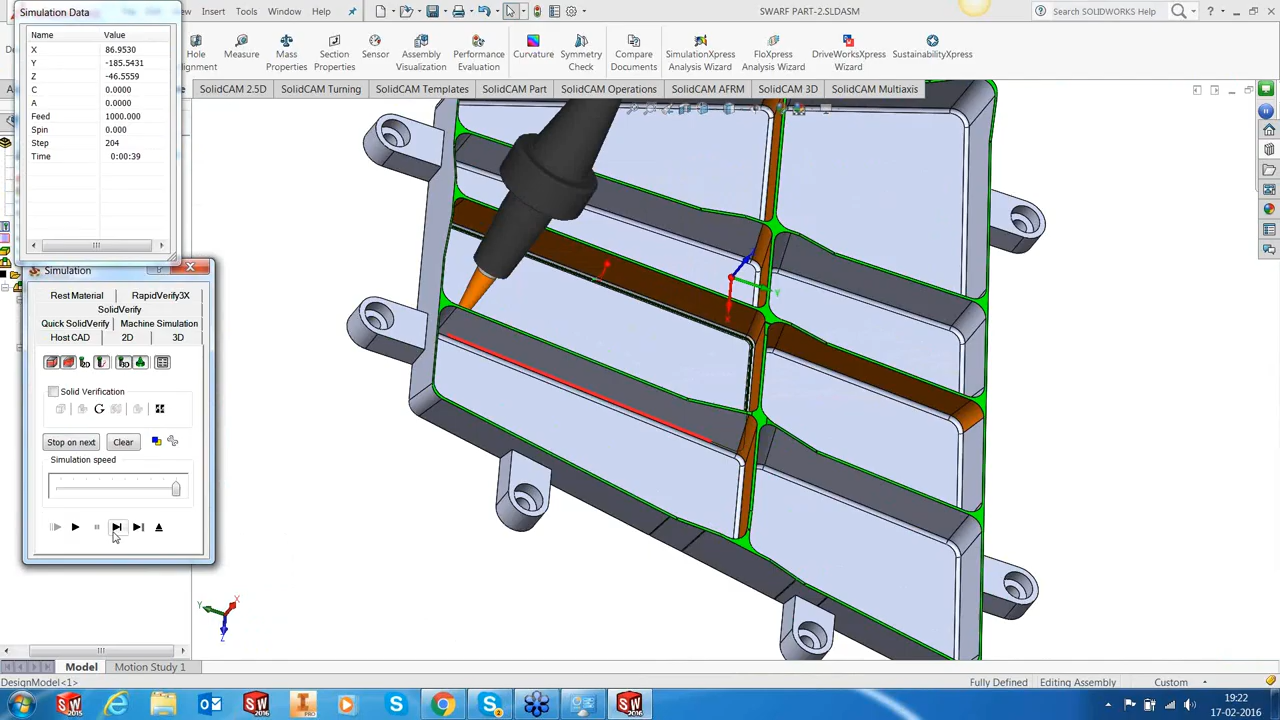 Simulation Data
Insert Tools Window Help
SWARF PART-2.SLDASM
Search SOLIDWORKS Help
Name Value
X 86.9530
Y -185.5431
Z -46.5559
C 0.0000
A 0.0000
Feed 1000.000
Spin 0.000
Step 204
Time 0:00:39
Hole
Measure
Mass
Properties
Section
Properties
Sensor
Assembly
Visualization
Performance
Evaluation
Curvature
Symmetry
Check
Compare
Documents
SimulationXpress
Analysis Wizard
FloXpress
Analysis Wizard
DriveWorksXpress
Wizard
SustainabilityXpress
SolidCAM 2.5D SolidCAM Turning SolidCAM Templates SolidCAM Part SolidCAM Operations SolidCAM AFRM SolidCAM 3D SolidCAM Multiaxis
Simulation
Rest Material RapidVerify3X
SolidVerify
Quick SolidVerify Machine Simulation
Host CAD 2D 3D
Solid Verification
Stop on next Clear
Simulation speed
Y
X
Z
Model Motion Study 1
DesignModel<1>
Fully Defined Editing Assembly Custom
19:22
17-02-2016